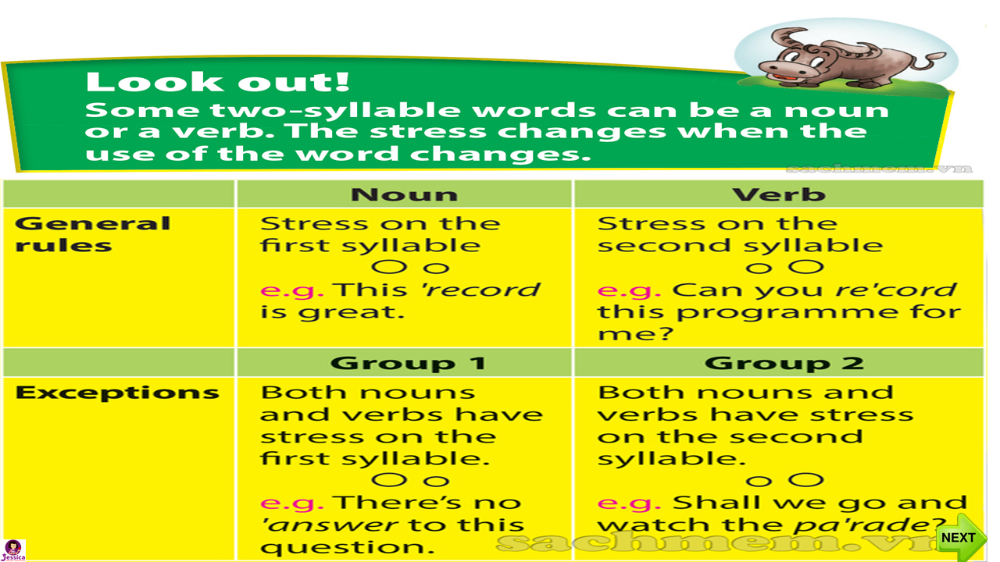 Look out!
Some two-syllable words can be a noun
or a verb. The stress changes when the
use of the word changes.
sachmem.vn
Noun
Verb
General
rules
Stress on the
first syllable
e.g. This 'record
is great.
Stress on the
second syllable
e.g. Can you re'cord
this programme for
me?
Group 1
Group 2
Exceptions
Both nouns
and verbs have
stress on the
first syllable.
e.g. There's no
'answer to this
question.
Both nouns and
verbs have stress
on the second
syllable.
e.g. Shall we go and
watch the pa'rade?
sachmem.vn
NEXT
Jessica